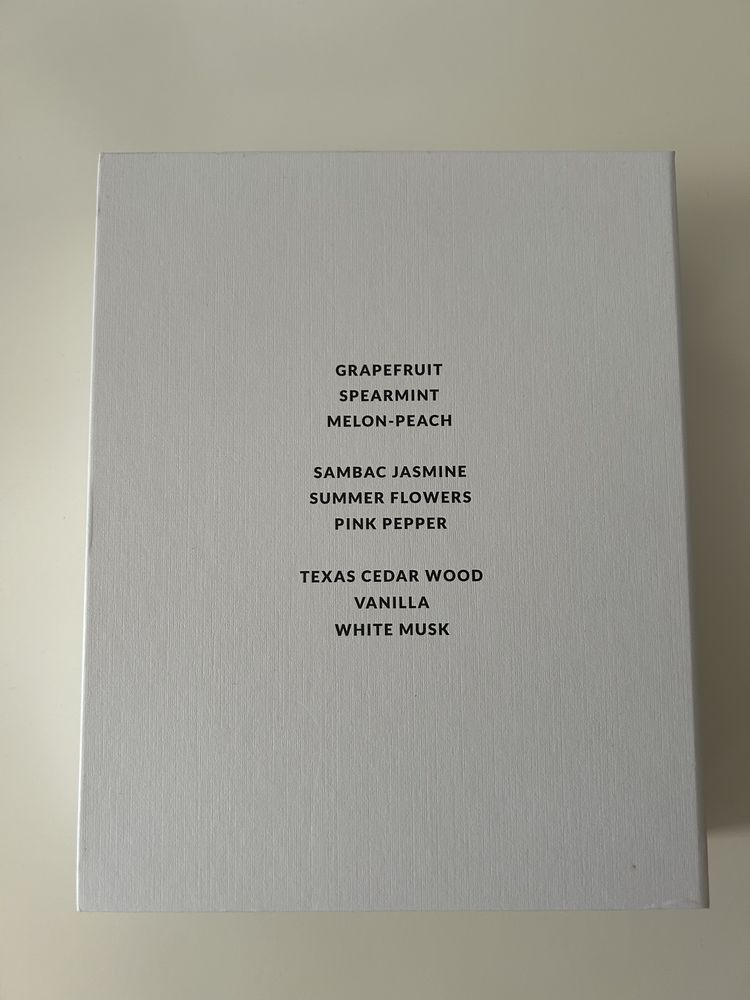 GRAPEFRUIT
SPEARMINT
MELON-PEACH
SAMBAC JASMINE
SUMMER FLOWERS
PINK PEPPER
TEXAS CEDAR WOOD
VANILLA
WHITE MUSK